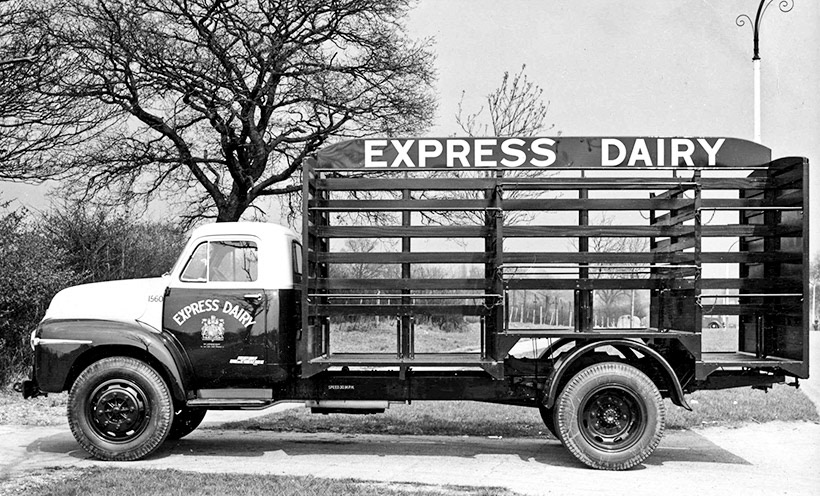 EXPRESS DAIRY
1560
EXPRESS DAIRY
SPEED 30 M.P.H.